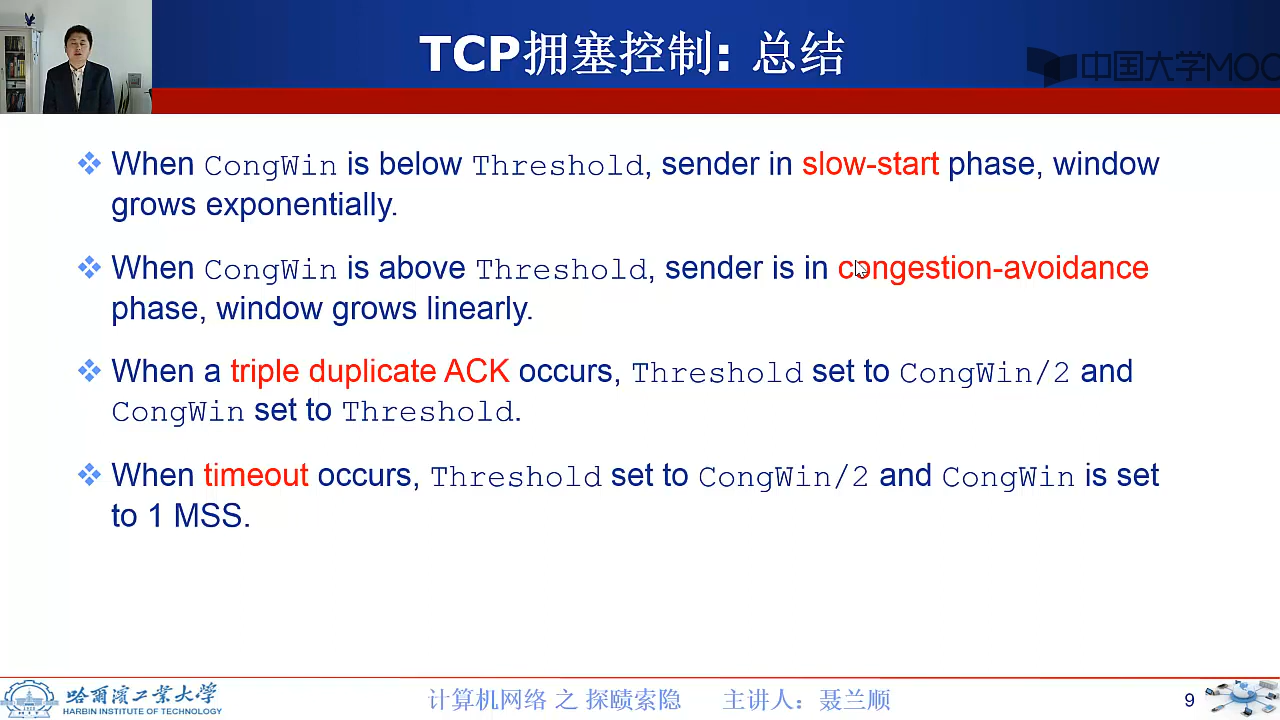 TCP拥塞控制: 总结
中国大学MOO
When CongWin is below Threshold, sender in slow-start phase, window
grows exponentially.
When CongWin is above Threshold, sender is in congestion-avoidance
phase, window grows linearly.
When a triple duplicate ACK occurs, Threshold set to CongWin/2 and
CongWin set to Threshold.
When timeout occurs, Threshold set to CongWin/2 and CongWin is set
to 1 MSS.
哈爾濱工業大学
HARBIN INSTITUTE OF TECHNOLOGY
计算机网络 之 探赜索隐 主讲人：聂兰顺
9